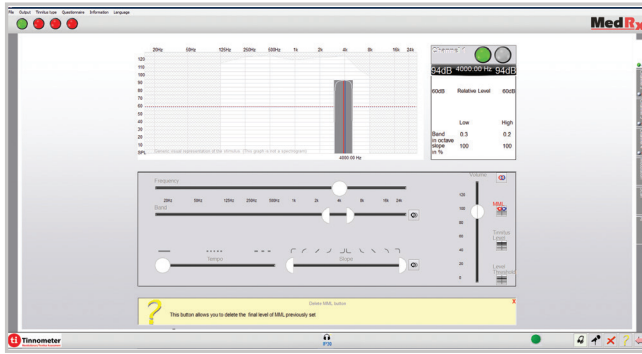 File Output Tinnitus type Questionnaire Information Language
MedRx
20Hz 50Hz 125Hz 250Hz 500Hz 1k 2k 4k 8k 16k 24k
120
110
100
90
80
70
60
50
40
30
20
10
SPL
4000.00 Hz
94dB 4000.00 Hz 94dB
60dB Relative Level 60dB
Low High
Band in octave 0.3 0.2
slope in % 100 100
Frequency
20Hz 50Hz 125Hz 250Hz 500Hz 1k 2k 4k 8k 16k 24k
Band
Tempo Slope
Volume
120
100
80
60
40
20
0
MML
Tinnitus Level
Level Threshold
Delete MML button
X
This button allows you to delete the final level of MML previously set
ti Tinnometer